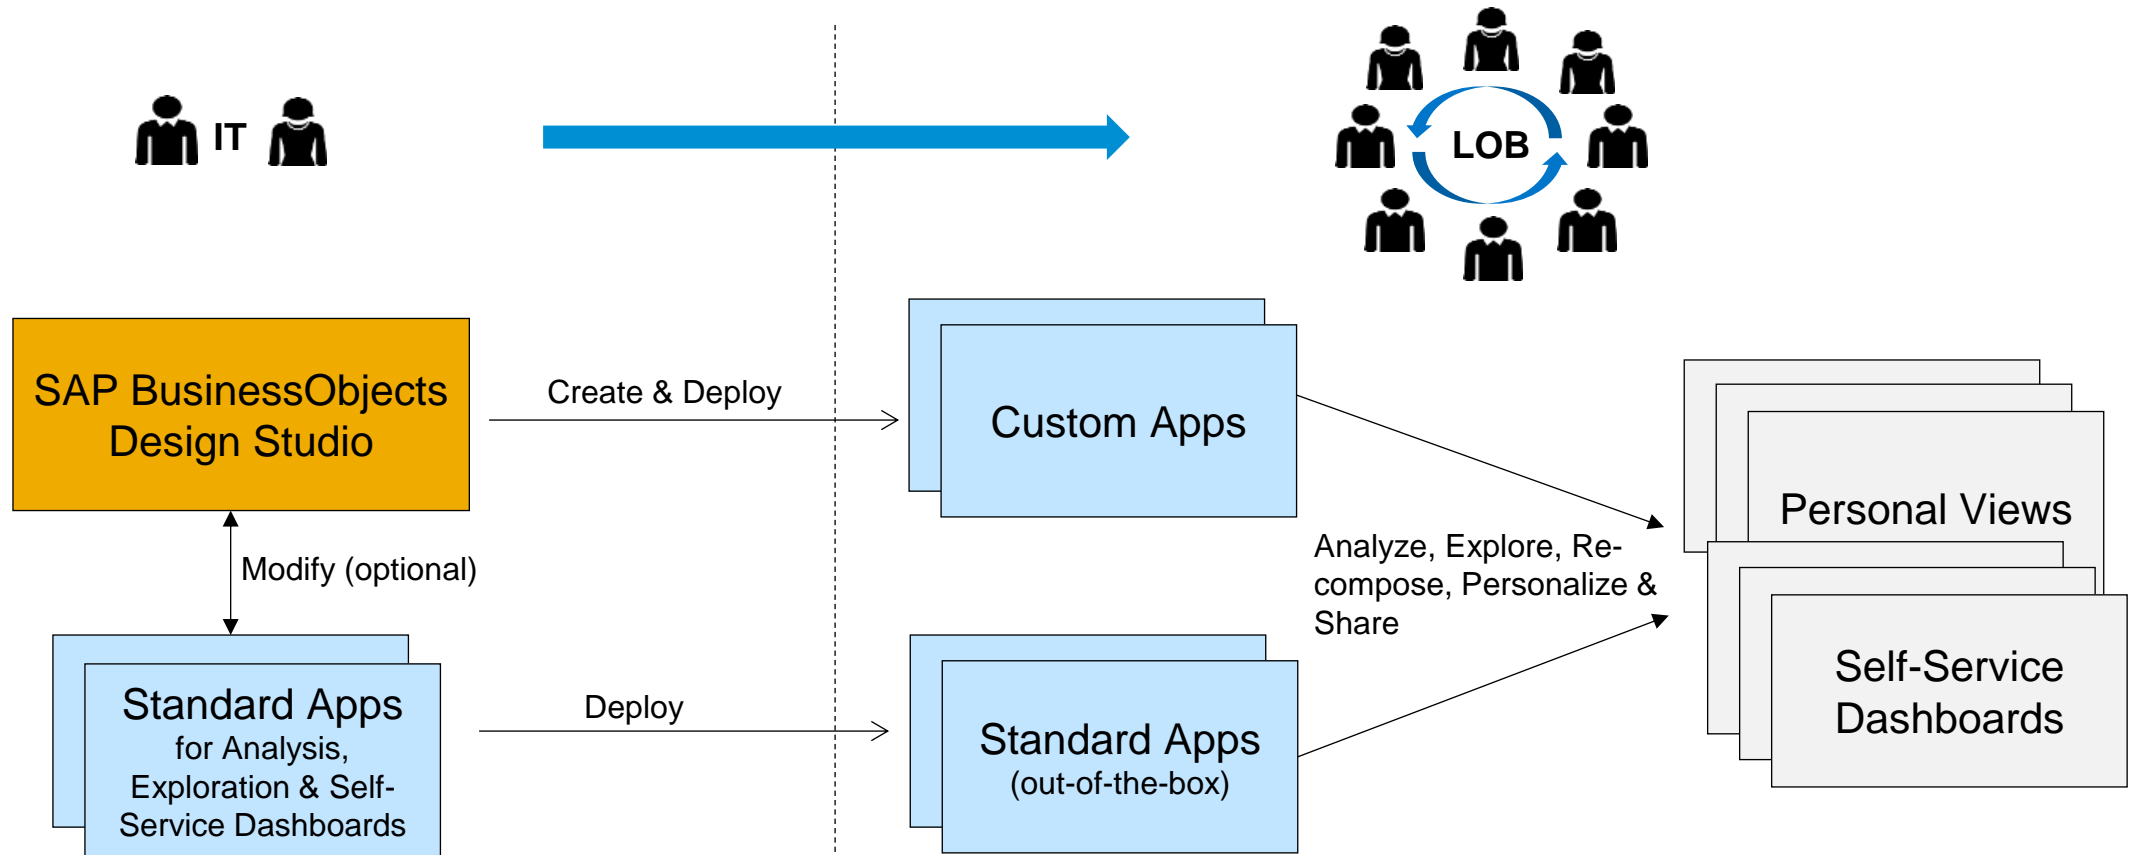 IT
LOB
SAP BusinessObjects
Design Studio
Create & Deploy
Custom Apps
Personal Views
Modify (optional)
Analyze, Explore, Re-
compose, Personalize &
Share
Standard Apps
for Analysis,
Exploration & Self-
Service Dashboards
Deploy
Standard Apps
(out-of-the-box)
Self-Service
Dashboards